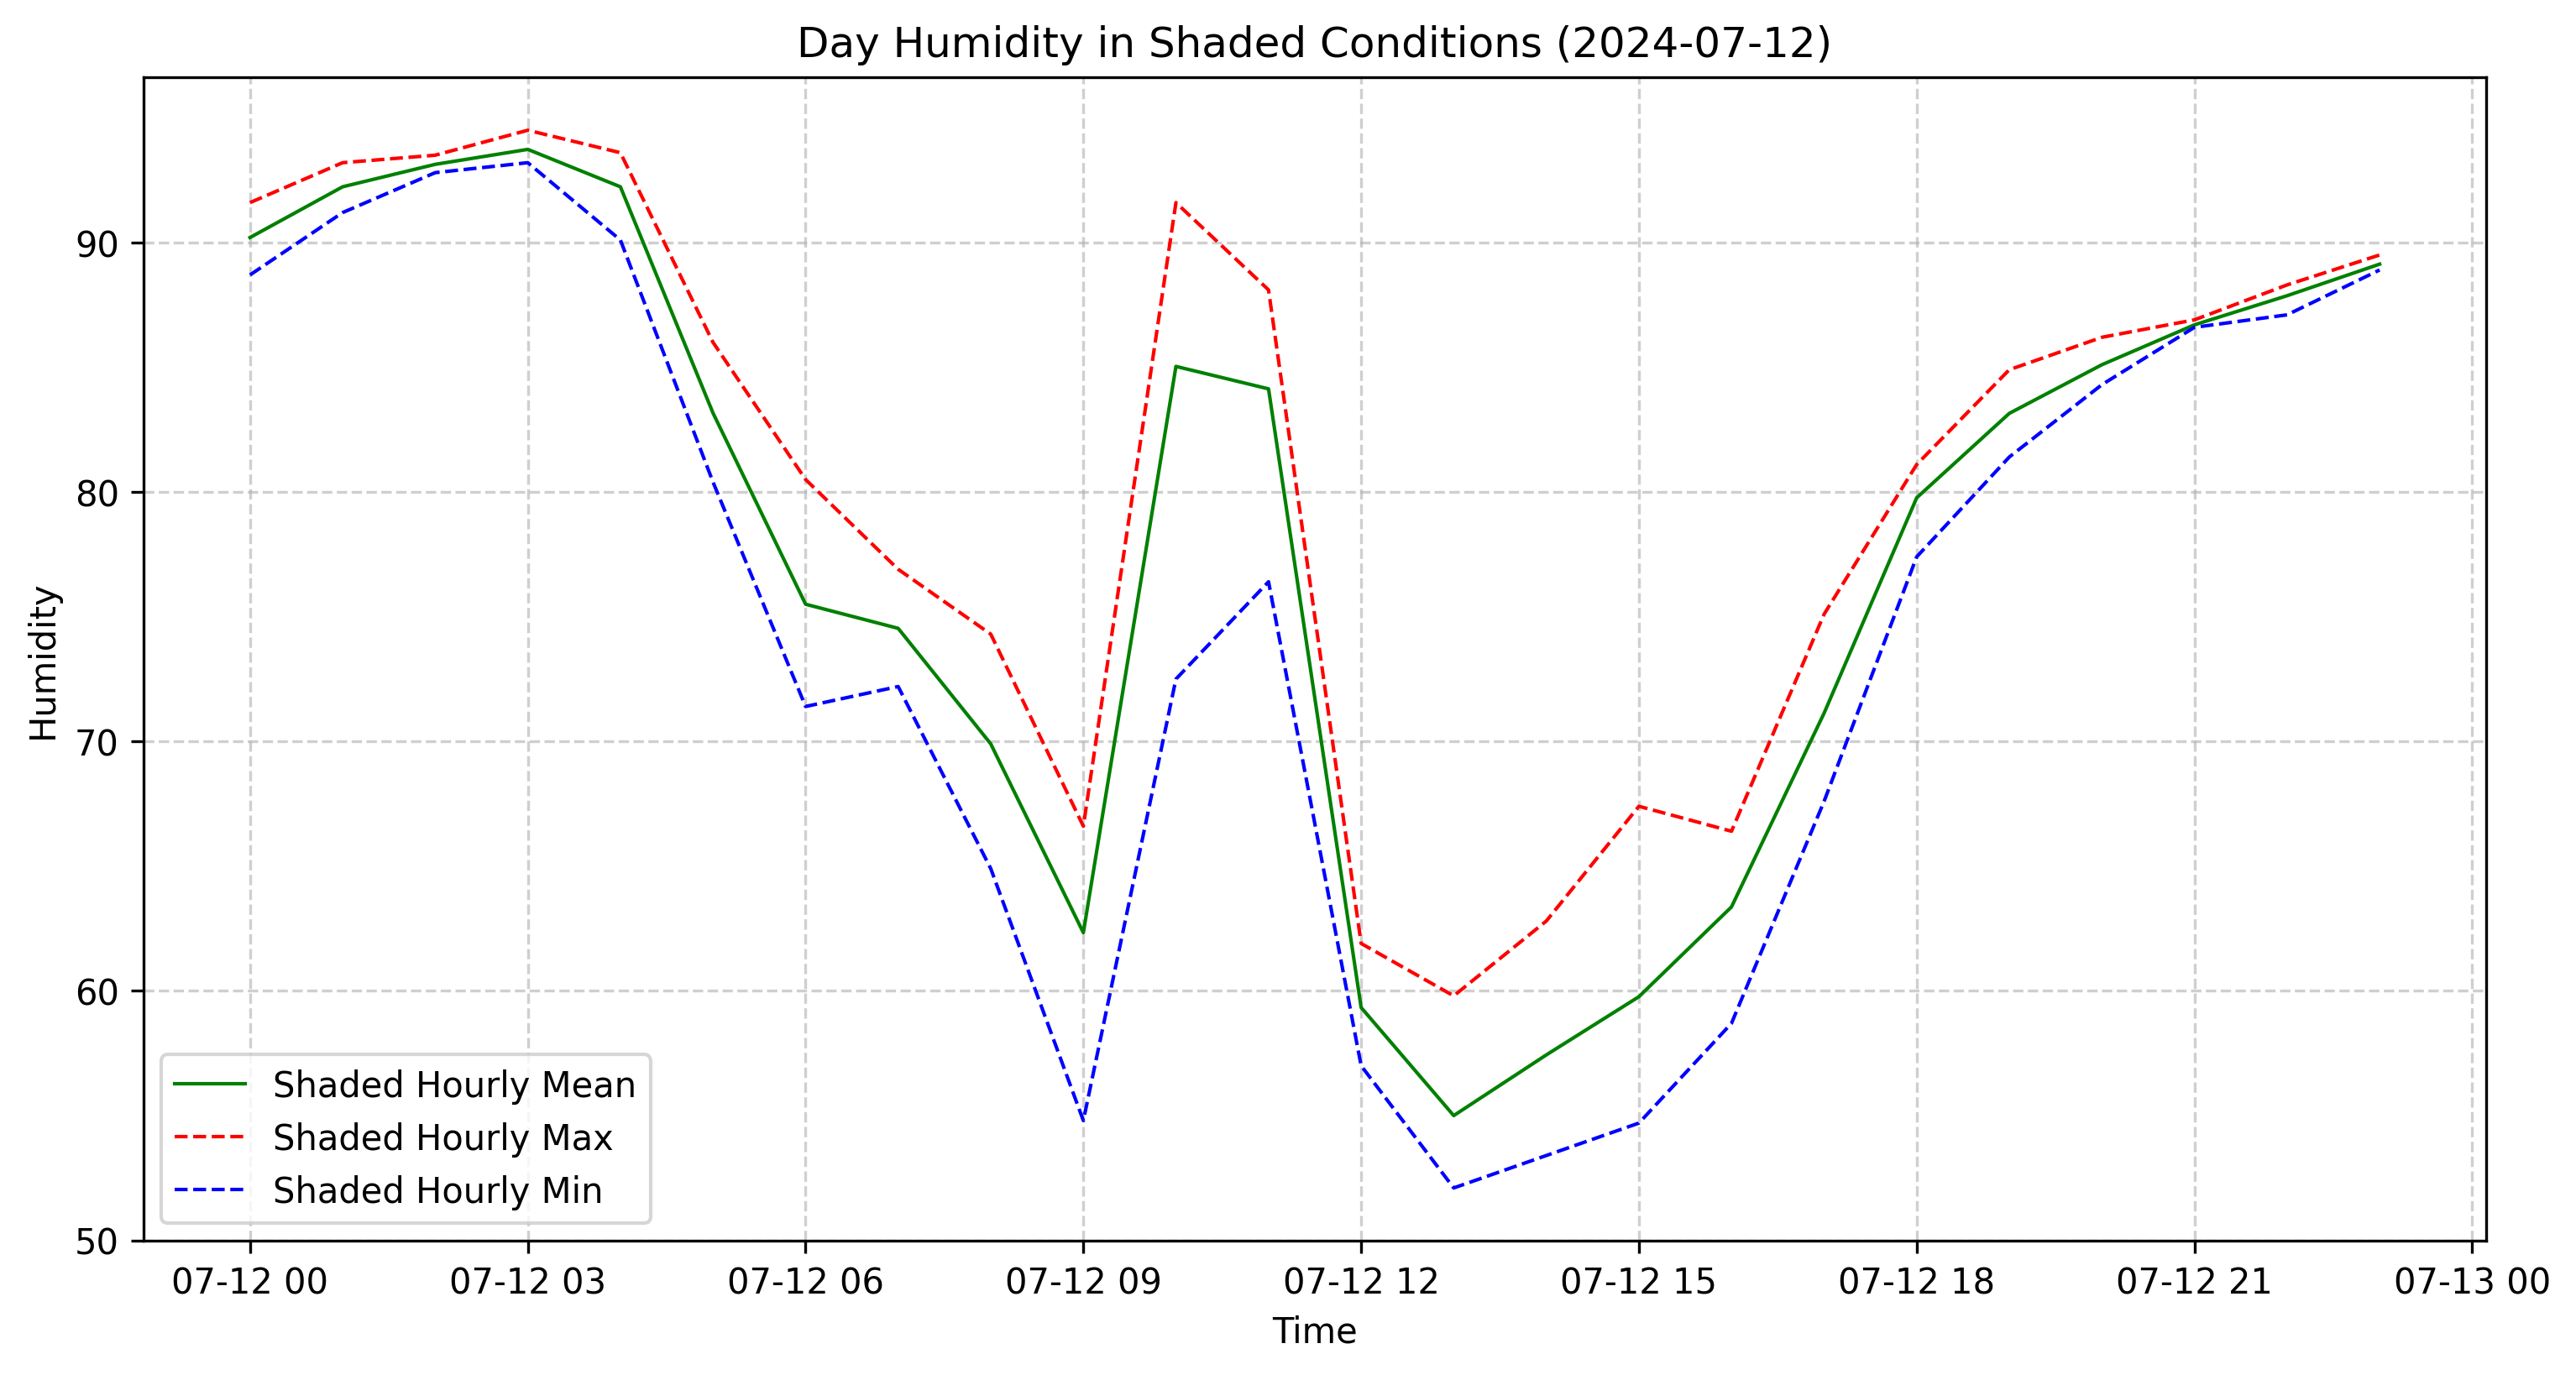 Day Humidity in Shaded Conditions (2024-07-12)
Humidity
90
80
70
60
50
Shaded Hourly Mean
Shaded Hourly Max
Shaded Hourly Min
07-12 00 07-12 03 07-12 06 07-12 09 07-12 12 07-12 15 07-12 18 07-12 21 07-13 00
Time